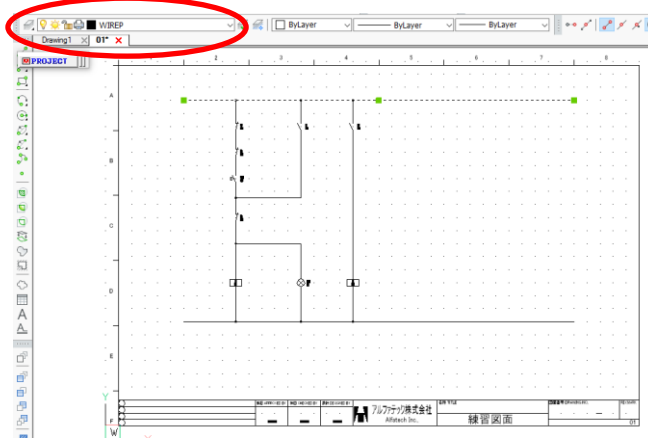 WIREP
ByLayer
ByLayer
ByLayer
Drawing1
01*
PROJECT
2
3
4
5
6
7
8
A
B
C
D
E
F
Y
W
A
A
アルファテック株式会社
Alfatech Inc.
練習図面
01